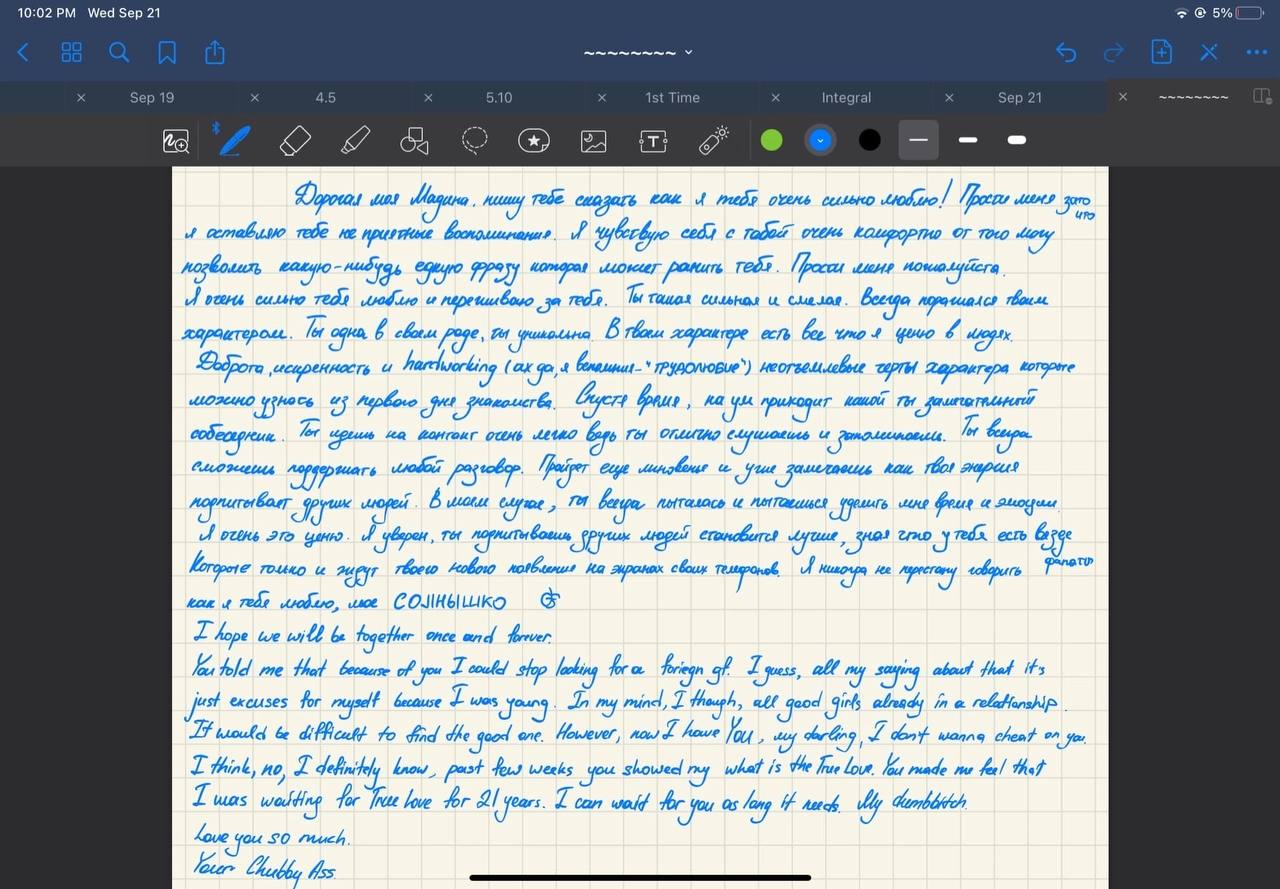 10:02 PM Wed Sep 21 5%
~~~~~~~~
Sep 19 4.5 5.10 1st Time Integral Sep 21 ~~~~~~~~
Дорогая моя Мадина, пишу тебе сказать как я тебя очень сильно люблю! Прости меня зато что
я оставляю тебе не приятные воспоминания. Я чувствую себя с табой очень комфортно от того могу
позволить какую-нибудь едкую фразу которая может ранить тебя. Прости меня пожалуйста.
Я очень сильно тебя люблю и переживаю за тебя. Ты такая сильная и смелая. Всегда поражался твоим
характером. Ты одна в своем роде, ты уникальна. В твоем характере есть все что я ценю в людях.
Доброта, искренность и hardworking (ах да, я вспомнил- "ТРУДОЛЮБИЕ") неотъемлевые черты характера которые
можно узнать из первого дня знакомства. Спустя время, на ум приходит какой ты замечательный
собеседник. Ты идешь на контакт очень легко ведь ты отлично слушаешь и запоминаешь. Ты всегда
сможешь поддержать любой разговор. Пройдет еще мновенье и уже замечаешь как твоя энергия
подпитывает других людей. В моем случае, ты всегда пыталась и пытаешься уделить мне время и эмоции.
Я очень это ценю. Я уверен, ты подпитываешь других людей становится лучше, зная что у тебя есть везде фанаты
Которые только и ждут твоего нового появление на экранах своих телефонов. Я никогда не перестану говорить
как я тебя люблю, мое СОЛНЫШКО
I hope we will be together once and forever.
You told me that because of you I could stop looking for a foriegn gf. I guess, all my saying about that it's
just excuses for myself because I was young. In my mind, I though, all good girls already in a relationship.
It would be difficult to find the good one. However, now I have You, my darling, I don't wanna cheat on you.
I think, no, I definitely know, past few weeks you showed my what is the True Love. You made me feel that
I was waiting for True Love for 21 years. I can wait for you as long it needs. My dumbbitch.
Love you so much.
Your Chubby Ass